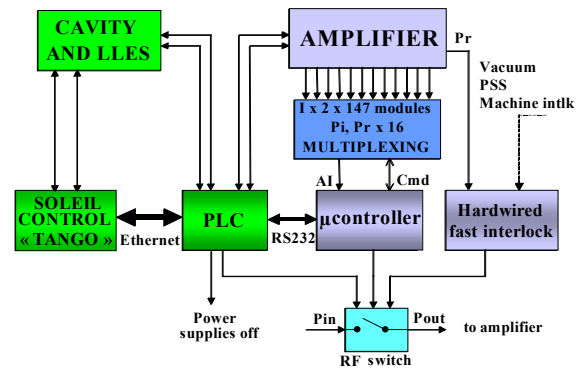 CAVITY
AND LLES
AMPLIFIER
Pr
Vacuum
PSS
Machine intlk
I x 2 x 147 modules
Pi, Pr x 16
MULTIPLEXING
AI
Cmd
SOLEIL
CONTROL
« TANGO »
Ethernet
PLC
RS232
µcontroller
Hardwired
fast interlock
Power
supplies off
Pin
Pout
to amplifier
RF switch